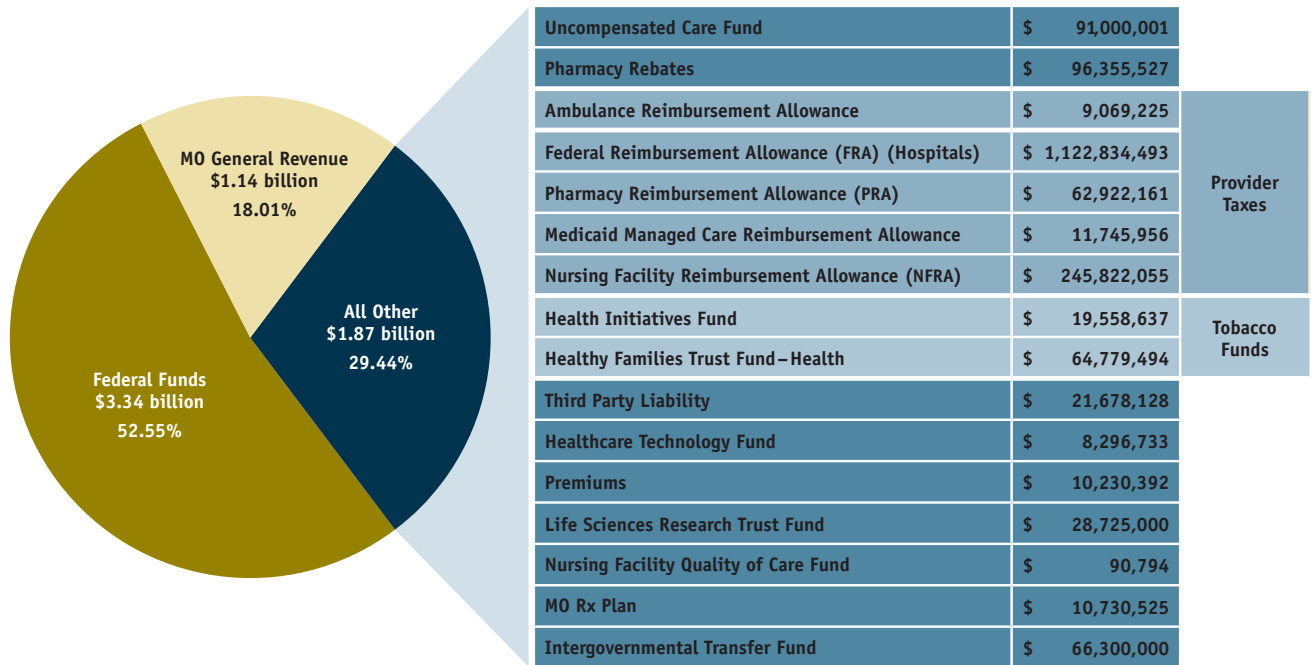 MO General Revenue
$1.14 billion
18.01%
All Other
$1.87 billion
29.44%
Federal Funds
$3.34 billion
52.55%
Uncompensated Care Fund $ 91,000,001
Pharmacy Rebates $ 96,355,527
Ambulance Reimbursement Allowance $ 9,069,225
Federal Reimbursement Allowance (FRA) (Hospitals) $ 1,122,834,493
Pharmacy Reimbursement Allowance (PRA) $ 62,922,161
Medicaid Managed Care Reimbursement Allowance $ 11,745,956
Nursing Facility Reimbursement Allowance (NFRA) $ 245,822,055
Provider
Taxes
Health Initiatives Fund $ 19,558,637
Healthy Families Trust Fund–Health $ 64,779,494
Tobacco
Funds
Third Party Liability $ 21,678,128
Healthcare Technology Fund $ 8,296,733
Premiums $ 10,230,392
Life Sciences Research Trust Fund $ 28,725,000
Nursing Facility Quality of Care Fund $ 90,794
MO Rx Plan $ 10,730,525
Intergovernmental Transfer Fund $ 66,300,000